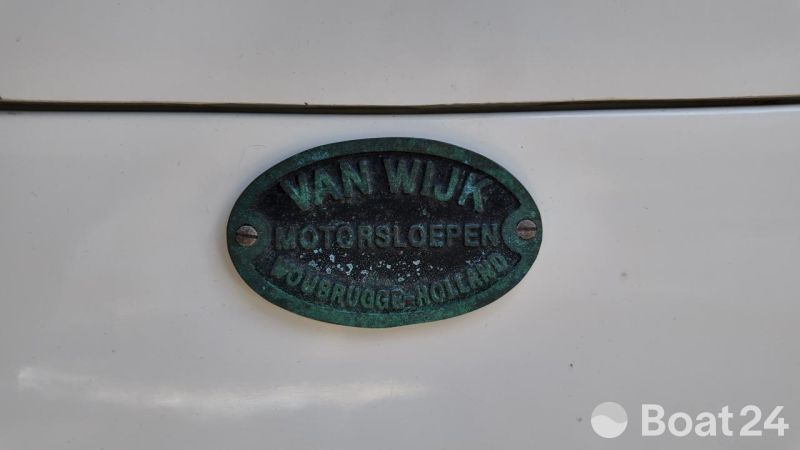 VAN WIJK
MOTORSLOEPEN
WOUBRUGGE-HOLLAND
Boat24